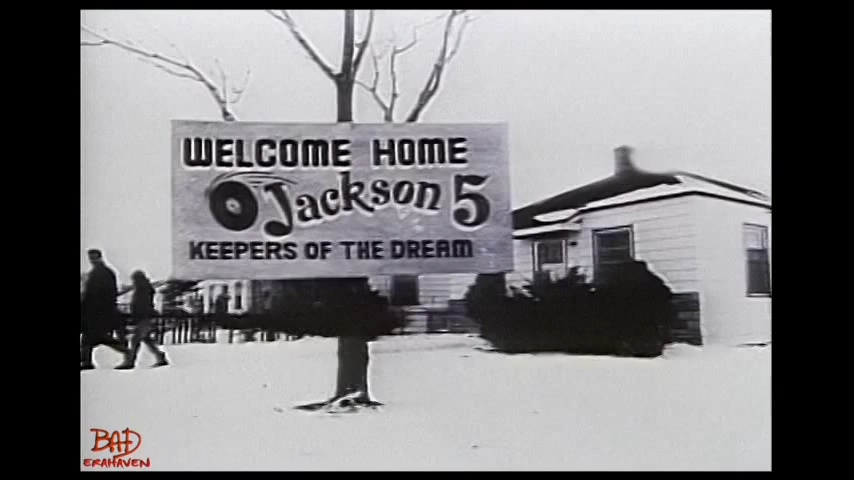 WELCOME HOME
Jackson 5
KEEPERS OF THE DREAM
BAD
ERAHAVEN